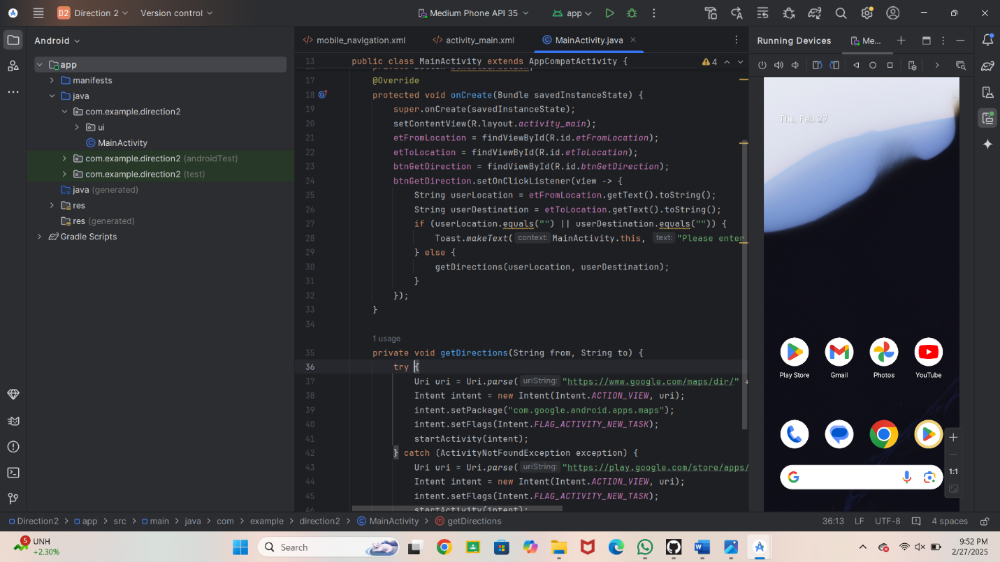 D2 Direction 2
Version control
Medium Phone API 35
app
Android
app
manifests
java
com.example.direction2
ui
MainActivity
com.example.direction2 (androidTest)
com.example.direction2 (test)
java (generated)
res
res (generated)
Gradle Scripts
mobile_navigation.xml
activity_main.xml
MainActivity.java
13 public class MainActivity extends AppCompatActivity {
4
17 @Override
18 protected void onCreate(Bundle savedInstanceState) {
19 super.onCreate(savedInstanceState);
20 setContentView(R.layout.activity_main);
21 etFromLocation = findViewById(R.id.etFromLocation);
22 etToLocation = findViewById(R.id.etToLocation);
23 btnGetDirection = findViewById(R.id.btnGetDirection);
24 btnGetDirection.setOnClickListener(view -> {
25 String userLocation = etFromLocation.getText().toString();
26 String userDestination = etToLocation.getText().toString();
27 if (userLocation.equals("") || userDestination.equals("")) {
28 Toast.makeText( context: MainActivity.this, text: "Please enter
29 } else {
30 getDirections(userLocation, userDestination);
31 }
32 });
33 }
34
1 usage
35 private void getDirections(String from, String to) {
36 try {
37 Uri uri = Uri.parse( uriString: "https://www.google.com/maps/dir/" +
38 Intent intent = new Intent(Intent.ACTION_VIEW, uri);
39 intent.setPackage("com.google.android.apps.maps");
40 intent.setFlags(Intent.FLAG_ACTIVITY_NEW_TASK);
41 startActivity(intent);
42 } catch (ActivityNotFoundException exception) {
43 Uri uri = Uri.parse( uriString: "https://play.google.com/store/apps/
44 Intent intent = new Intent(Intent.ACTION_VIEW, uri);
45 intent.setFlags(Intent.FLAG_ACTIVITY_NEW_TASK);
46 startActivity(intent);
Running Devices
Me...
Thu, Feb 27
Play Store
Gmail
Photos
YouTube
1:1
Direction2 > app > src > main > java > com > example > direction2 > MainActivity > getDirections
36:13 LF UTF-8 4 spaces
5
UNH
+2.30%
Search
9:52 PM
2/27/2025